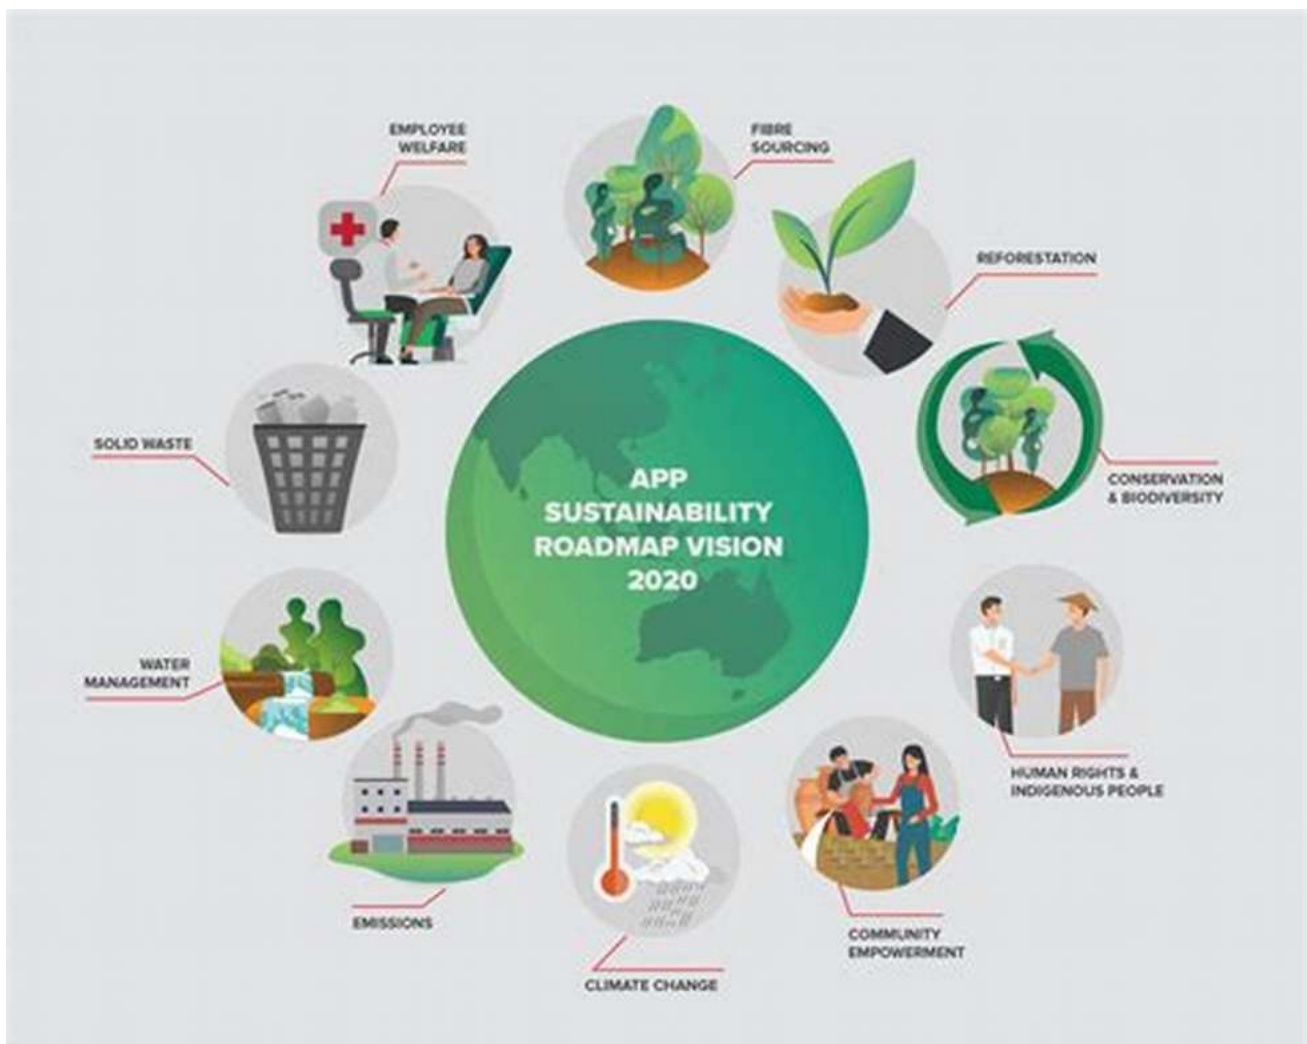 EMPLOYEE
WELFARE
FIBRE
SOURCING
REFORESTATION
SOLID WASTE
CONSERVATION
& BIODIVERSITY
APP
SUSTAINABILITY
ROADMAP VISION
2020
WATER
MANAGEMENT
HUMAN RIGHTS &
INDIGENOUS PEOPLE
EMISSIONS
COMMUNITY
EMPOWERMENT
CLIMATE CHANGE